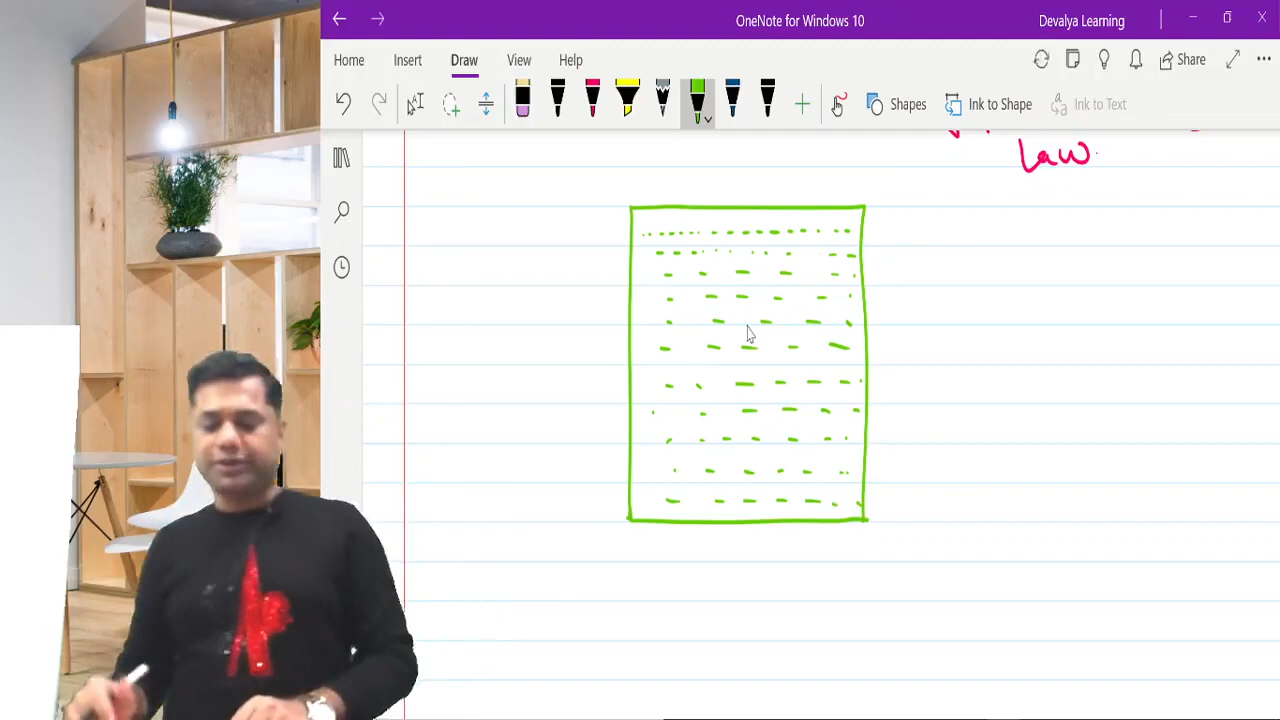 OneNote for Windows 10
Devalya Learning
Home Insert Draw View Help
Share
Shapes Ink to Shape Ink to Text
Law